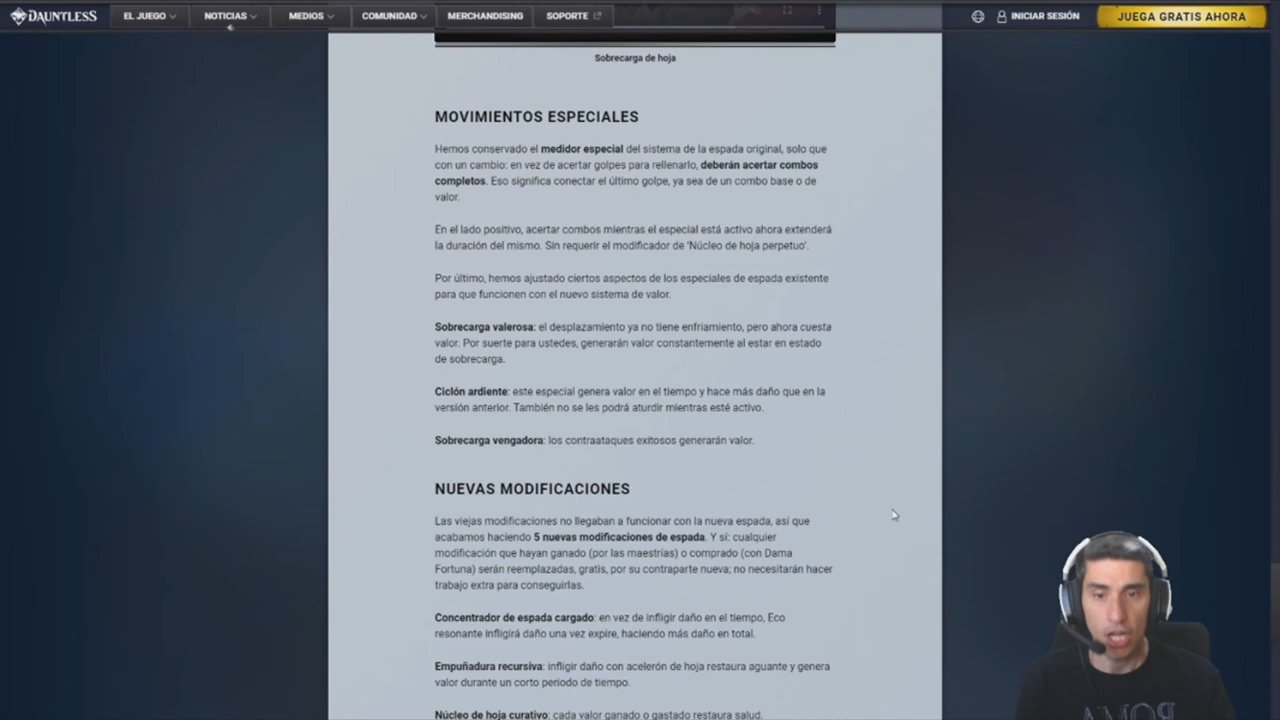 DAUNTLESS
EL JUEGO
NOTICIAS
MEDIOS
COMUNIDAD
MERCHANDISING
SOPORTE
INICIAR SESIÓN
JUEGA GRATIS AHORA
Sobrecarga de hoja
MOVIMIENTOS ESPECIALES
Hemos conservado el medidor especial del sistema de la espada original, solo que
con un cambio: en vez de acertar golpes para rellenarlo, deberán acertar combos
completos. Eso significa conectar el último golpe, ya sea de un combo base o de
valor.
En el lado positivo, acertar combos mientras el especial está activo ahora extenderá
la duración del mismo. Sin requerir el modificador de ‘Núcleo de hoja perpetuo’.
Por último, hemos ajustado ciertos aspectos de los especiales de espada existente
para que funcionen con el nuevo sistema de valor.
Sobrecarga valerosa: el desplazamiento ya no tiene enfriamiento, pero ahora cuesta
valor. Por suerte para ustedes, generarán valor constantemente al estar en estado
de sobrecarga.
Ciclón ardiente: este especial genera valor en el tiempo y hace más daño que en la
versión anterior. También no se les podrá aturdir mientras esté activo.
Sobrecarga vengadora: los contraataques exitosos generarán valor.
NUEVAS MODIFICACIONES
Las viejas modificaciones no llegaban a funcionar con la nueva espada, así que
acabamos haciendo 5 nuevas modificaciones de espada. Y sí: cualquier
modificación que hayan ganado (por las maestrías) o comprado (con Dama
Fortuna) serán reemplazadas, gratis, por su contraparte nueva; no necesitarán hacer
trabajo extra para conseguirlas.
Concentrador de espada cargado: en vez de infligir daño en el tiempo, Eco
resonante infligirá daño una vez expire, haciendo más daño en total.
Empuñadura recursiva: infligir daño con acelerón de hoja restaura aguante y genera
valor durante un corto periodo de tiempo.
Núcleo de hoja curativo: cada valor ganado o gastado restaura salud.
ROMA